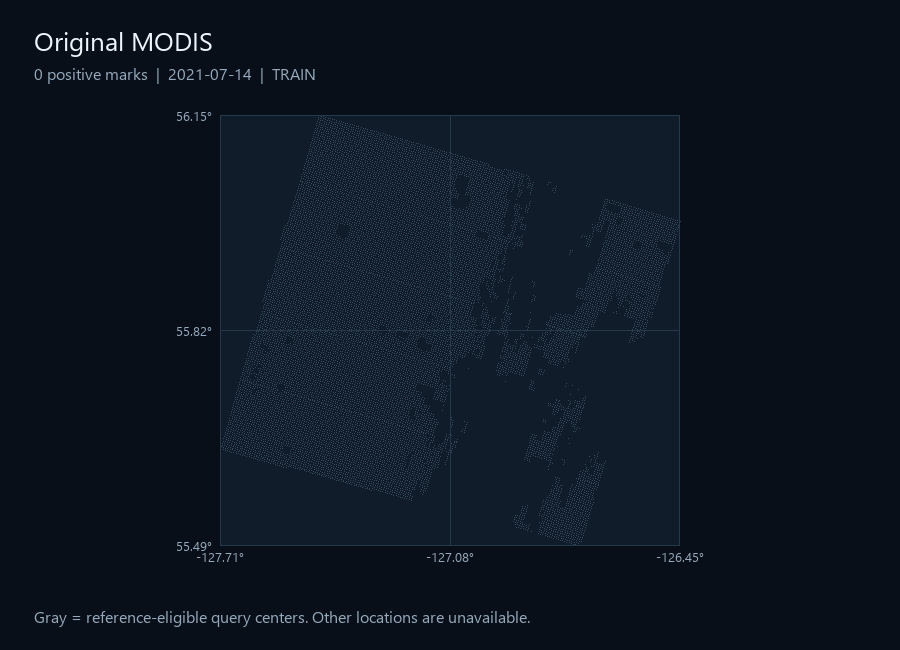 Original MODIS
0 positive marks | 2021-07-14 | TRAIN
56.15°
55.82°
55.49°
-127.71°
-127.08°
-126.45°
Gray = reference-eligible query centers. Other locations are unavailable.